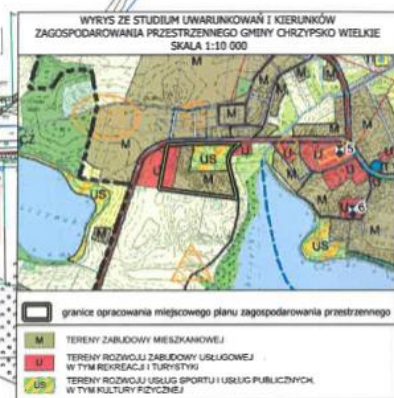 WYRYS ZE STUDIUM UWARUNKOWAŃ I KIERUNKÓW
ZAGOSPODAROWANIA PRZESTRZENNEGO GMINY CHRZYPSKO WIELKIE
SKALA 1:10 000
M
M
M
M
M
M
U
US
M
U
U
U
5
M
M
U
6
US
M
granice opracowania miejscowego planu zagospodarowania przestrzennego
M TERENY ZABUDOWY MIESZKANIOWEJ
U TERENY ROZWOJU ZABUDOWY USŁUGOWEJ
W TYM REKREACJI I TURYSTYKI
US TERENY ROZWOJU USŁUG SPORTU I USŁUG PUBLICZNYCH,
W TYM KULTURY FIZYCZNEJ